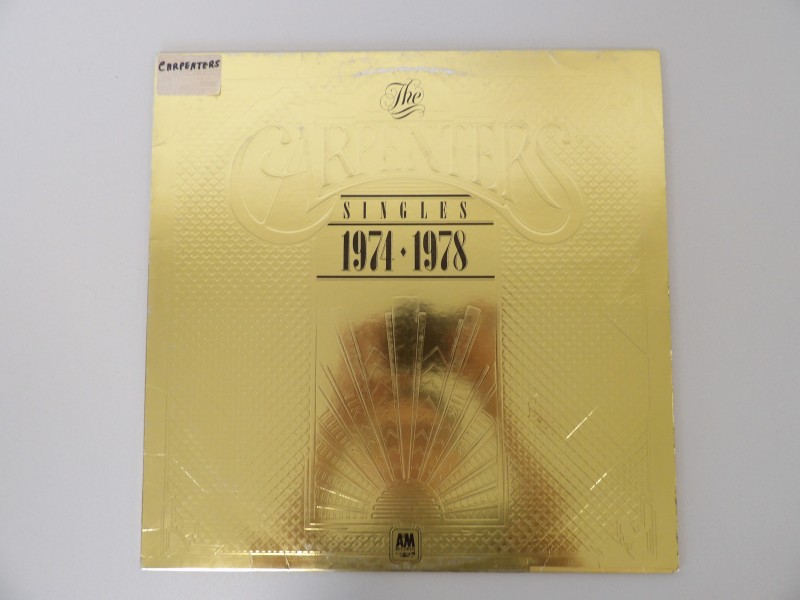 CARPENTERS
The
CARPENTERS
SINGLES
1974·1978
A&M